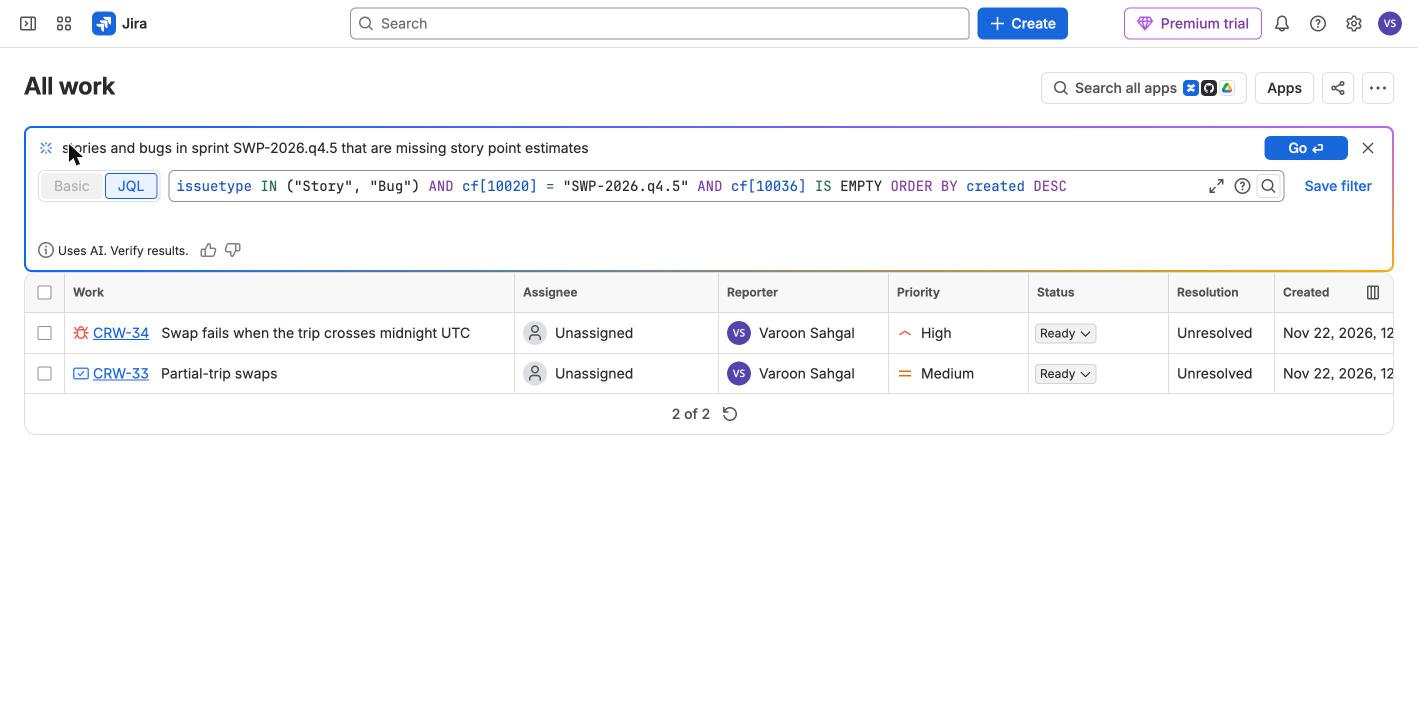 Jira
Search
Create
Premium trial
VS
All work
Search all apps
Apps
stories and bugs in sprint SWP-2026.q4.5 that are missing story point estimates
Go
Basic
JQL
issuetype IN ("Story", "Bug") AND cf[10020] = "SWP-2026.q4.5" AND cf[10036] IS EMPTY ORDER BY created DESC
Save filter
Uses AI. Verify results.
Work Assignee Reporter Priority Status Resolution Created
CRW-34 Swap fails when the trip crosses midnight UTC Unassigned VS Varoon Sahgal High Ready Unresolved Nov 22, 2026, 12
CRW-33 Partial-trip swaps Unassigned VS Varoon Sahgal Medium Ready Unresolved Nov 22, 2026, 12
2 of 2